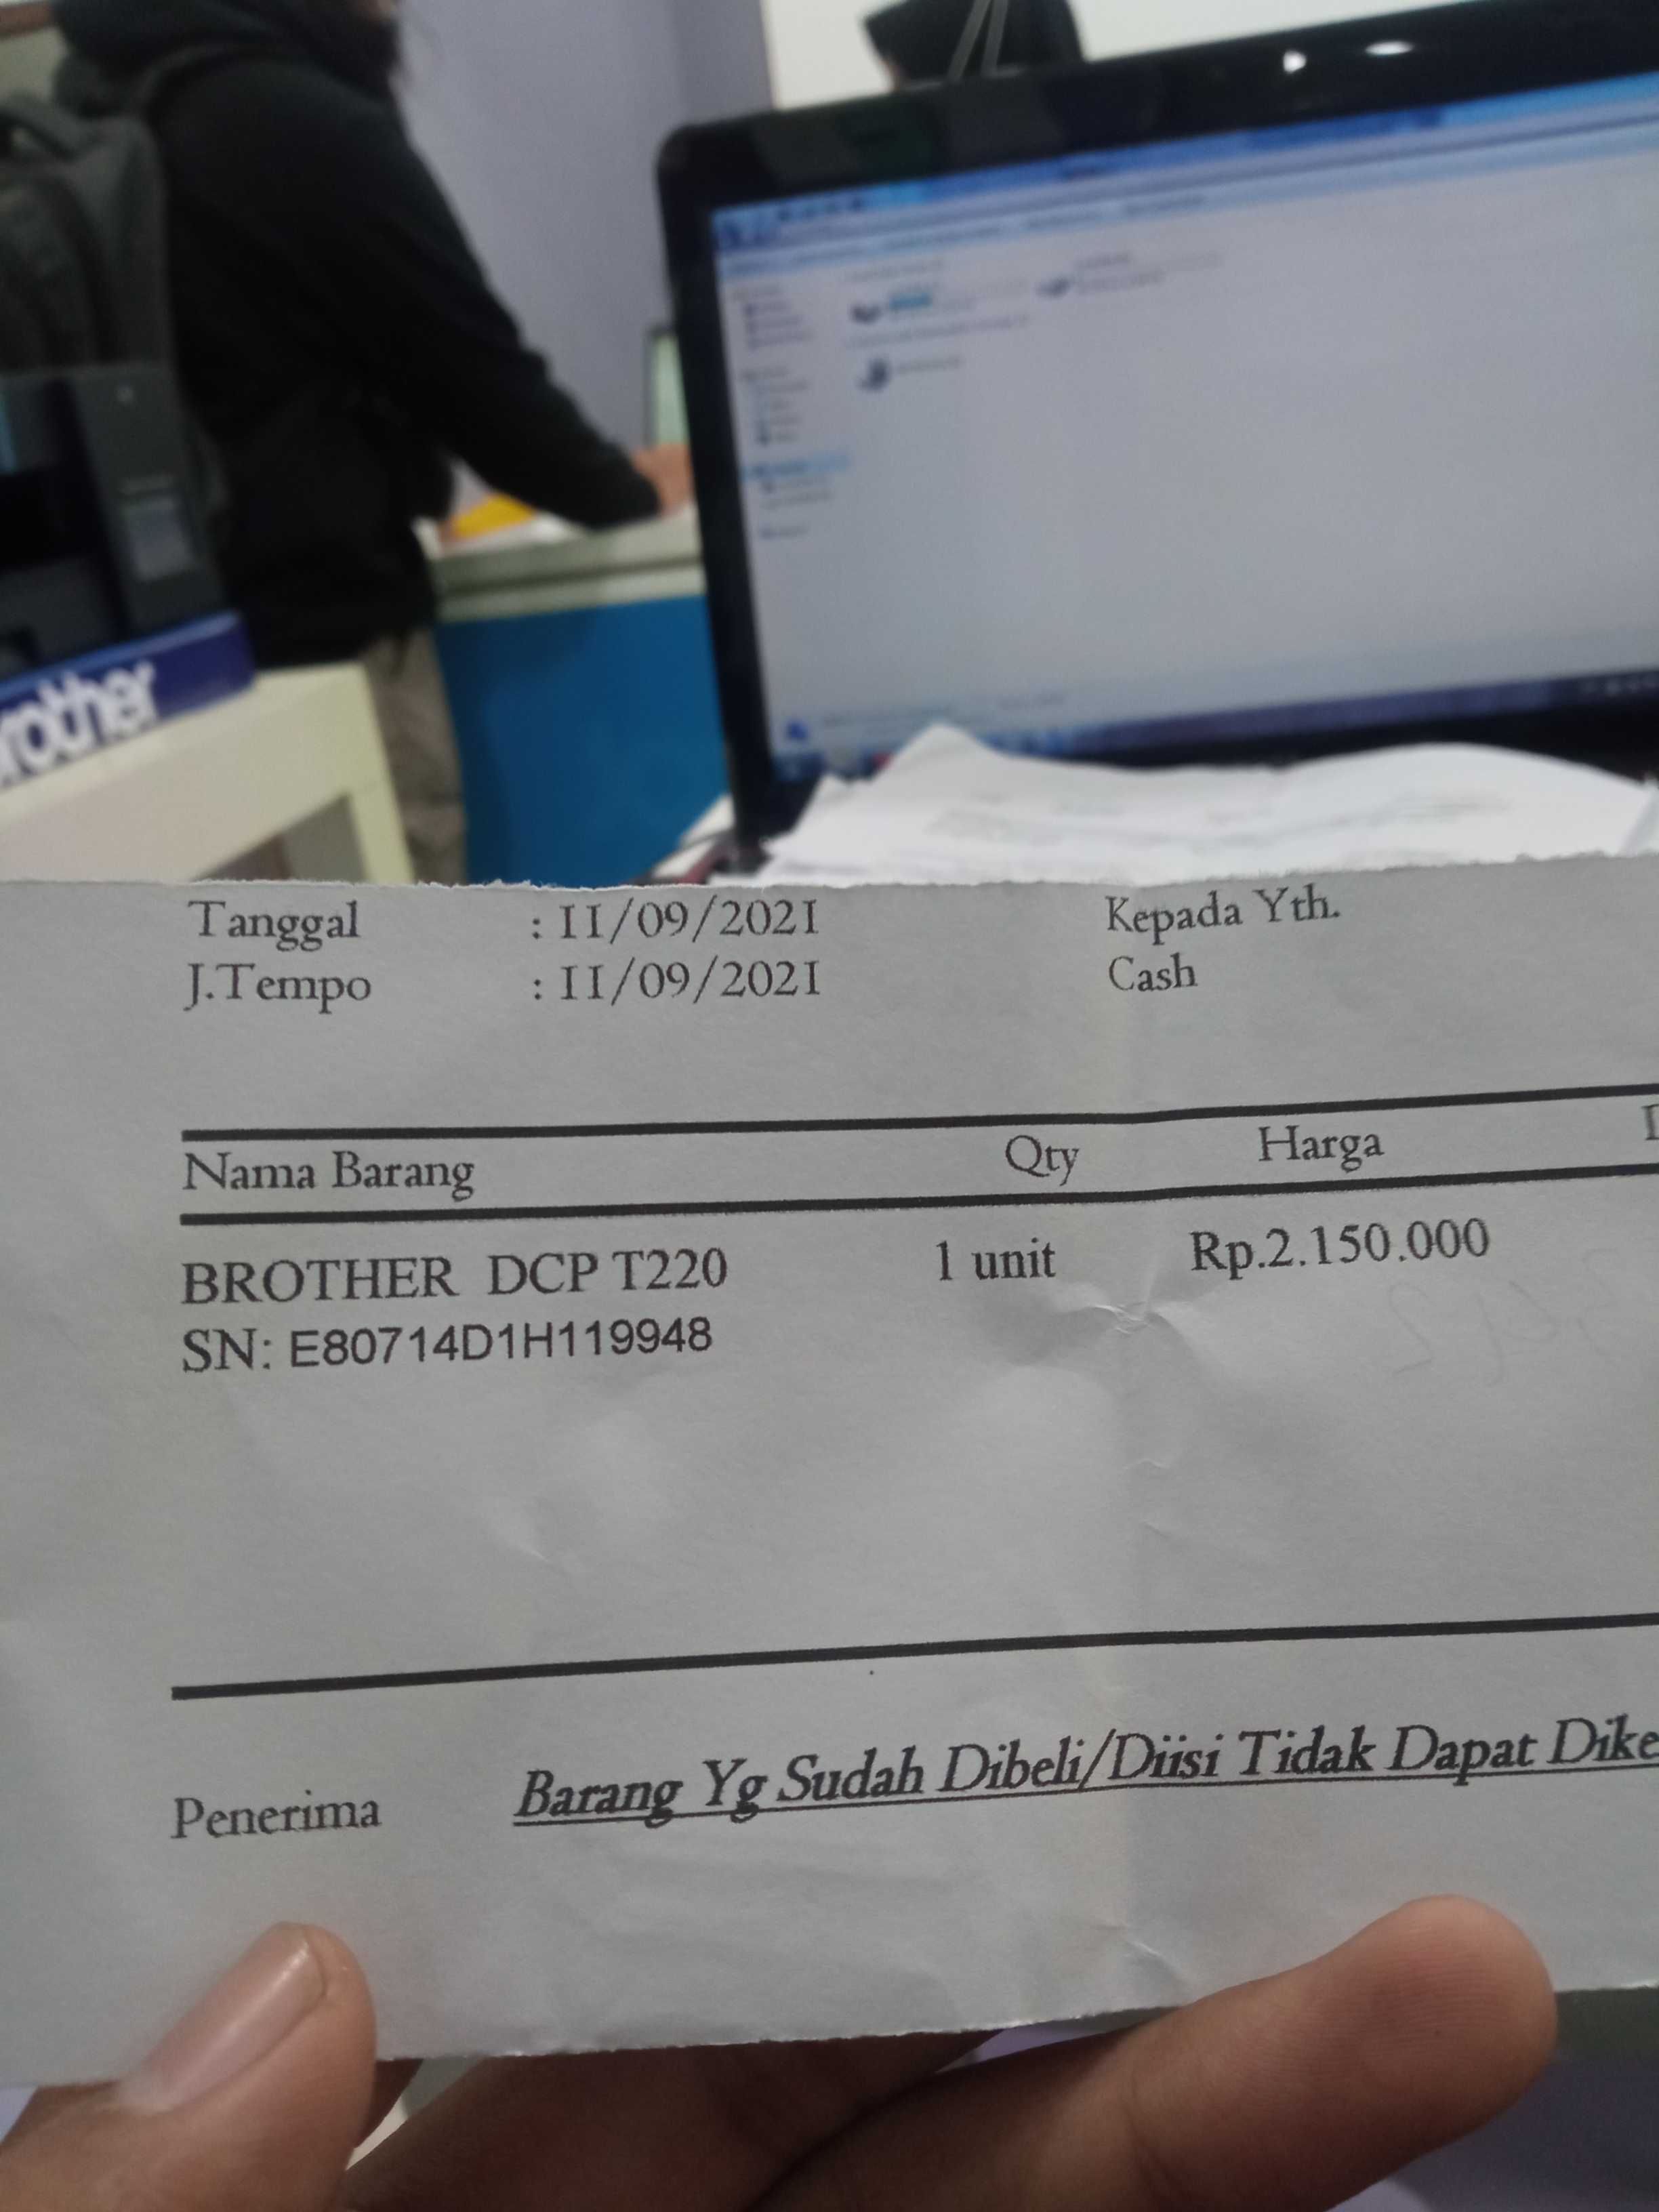 brother
Tanggal : 11/09/2021 Kepada Yth.
J.Tempo : 11/09/2021 Cash
Nama Barang Qty Harga
BROTHER DCP T220 1 unit Rp.2.150.000
SN: E80714D1H119948
Penerima Barang Yg Sudah Dibeli/Diisi Tidak Dapat Dike